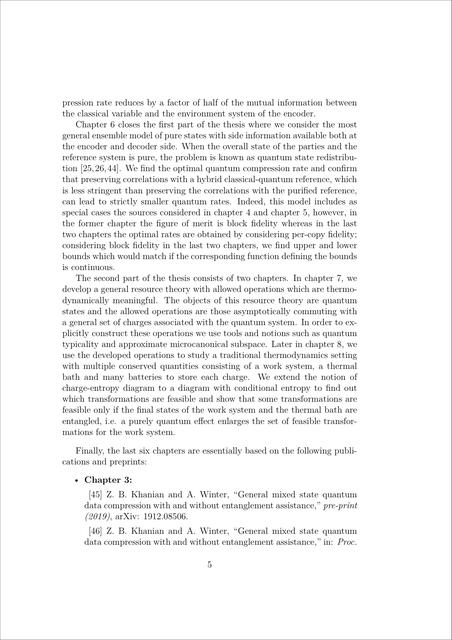 pression rate reduces by a factor of half of the mutual information between
the classical variable and the environment system of the encoder.
Chapter 6 closes the first part of the thesis where we consider the most
general ensemble model of pure states with side information available both at
the encoder and decoder side. When the overall state of the parties and the
reference system is pure, the problem is known as quantum state redistribu-
tion [25,26,44]. We find the optimal quantum compression rate and confirm
that preserving correlations with a hybrid classical-quantum reference, which
is less stringent than preserving the correlations with the purified reference,
can lead to strictly smaller quantum rates. Indeed, this model includes as
special cases the sources considered in chapter 4 and chapter 5, however, in
the former chapter the figure of merit is block fidelity whereas in the last
two chapters the optimal rates are obtained by considering per-copy fidelity;
considering block fidelity in the last two chapters, we find upper and lower
bounds which would match if the corresponding function defining the bounds
is continuous.
The second part of the thesis consists of two chapters. In chapter 7, we
develop a general resource theory with allowed operations which are thermo-
dynamically meaningful. The objects of this resource theory are quantum
states and the allowed operations are those asymptotically commuting with
a general set of charges associated with the quantum system. In order to ex-
plicitly construct these operations we use tools and notions such as quantum
typicality and approximate microcanonical subspace. Later in chapter 8, we
use the developed operations to study a traditional thermodynamics setting
with multiple conserved quantities consisting of a work system, a thermal
bath and many batteries to store each charge. We extend the notion of
charge-entropy diagram to a diagram with conditional entropy to find out
which transformations are feasible and show that some transformations are
feasible only if the final states of the work system and the thermal bath are
entangled, i.e. a purely quantum effect enlarges the set of feasible transfor-
mations for the work system.
Finally, the last six chapters are essentially based on the following publi-
cations and preprints:
• Chapter 3:
[45] Z. B. Khanian and A. Winter, “General mixed state quantum
data compression with and without entanglement assistance,” pre-print
(2019), arXiv: 1912.08506.
[46] Z. B. Khanian and A. Winter, “General mixed state quantum
data compression with and without entanglement assistance,” in: Proc.
5